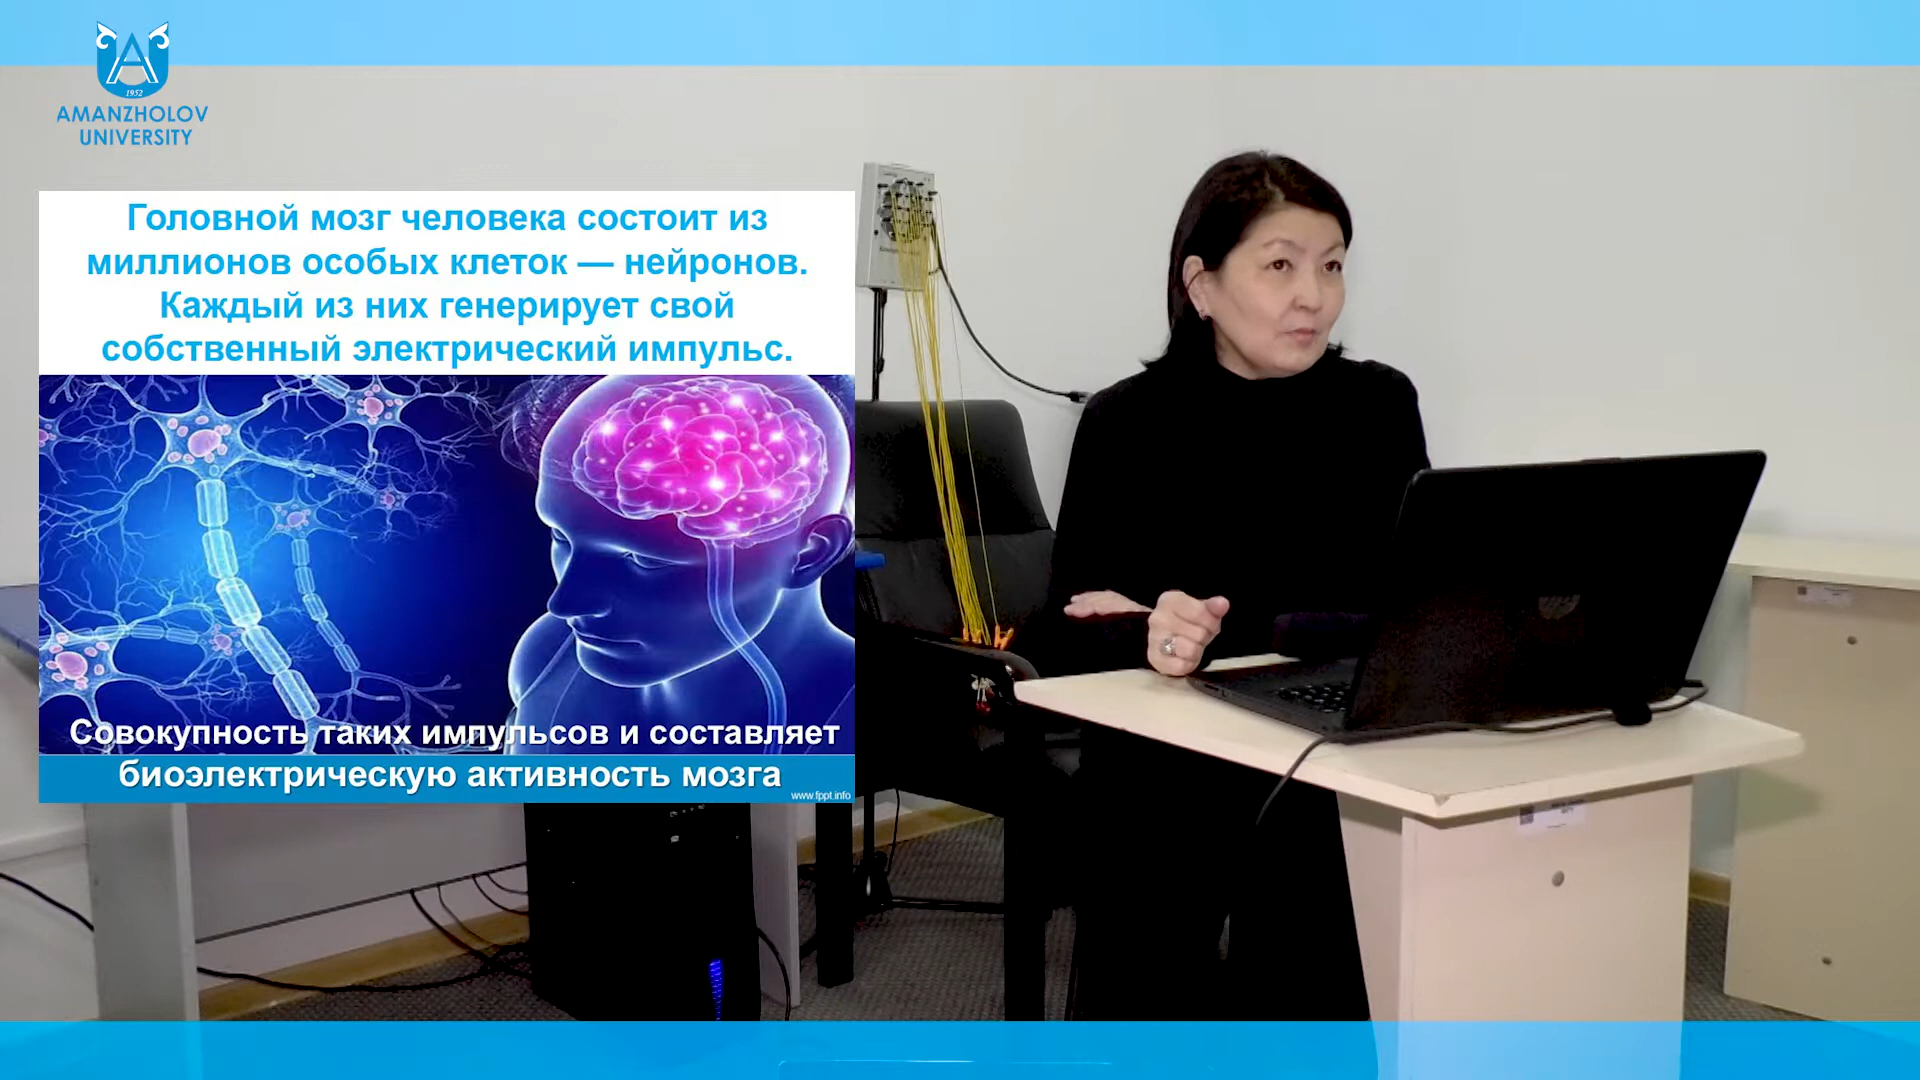 1952
AMANZHOLOV
UNIVERSITY
Головной мозг человека состоит из
миллионов особых клеток — нейронов.
Каждый из них генерирует свой
собственный электрический импульс.
Совокупность таких импульсов и составляет
биоэлектрическую активность мозга
www.fppt.info